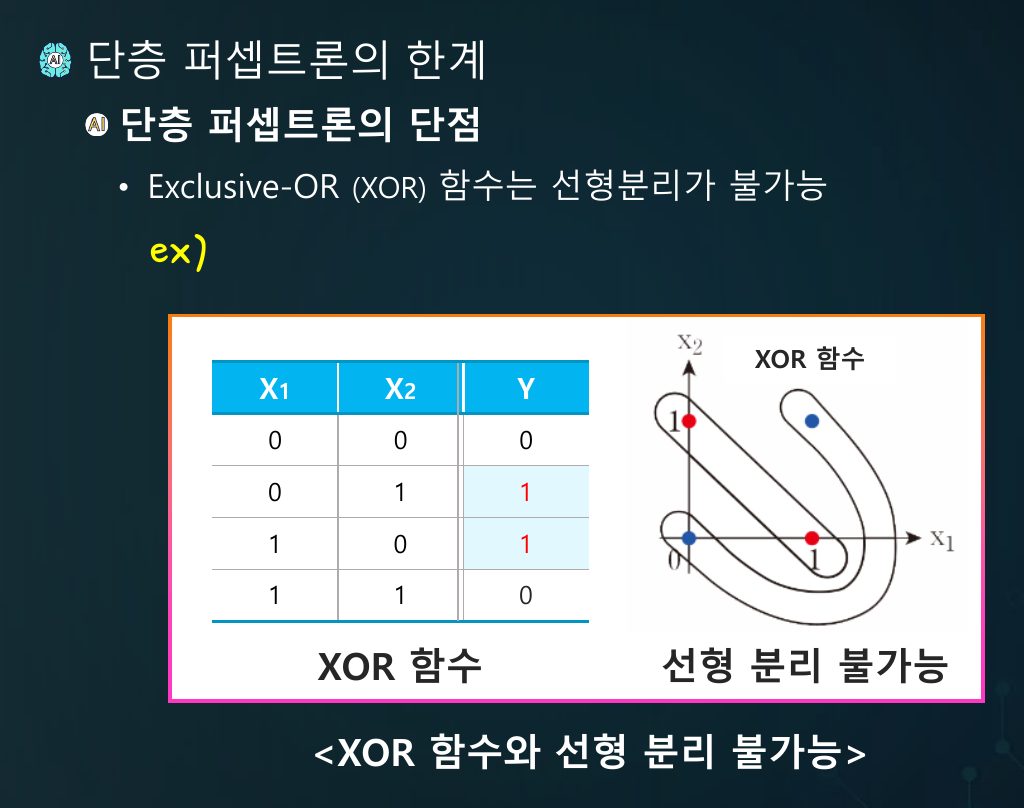 단층 퍼셉트론의 한계
AI 단층 퍼셉트론의 단점
• Exclusive-OR (XOR) 함수는 선형분리가 불가능
ex)
X1 X2 Y
0 0 0
0 1 1
1 0 1
1 1 0
XOR 함수
x2
XOR 함수
1
x1
0 1
선형 분리 불가능
<XOR 함수와 선형 분리 불가능>